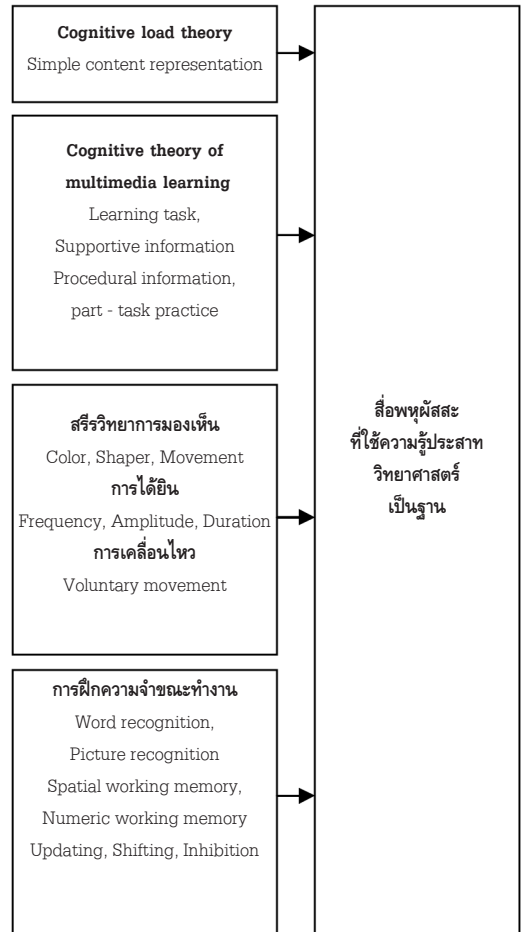 Cognitive load theory
Simple content representation
Cognitive theory of
multimedia learning
Learning task,
Supportive information
Procedural information,
part - task practice
สรีรวิทยาการมองเห็น
Color, Shaper, Movement
การได้ยิน
Frequency, Amplitude, Duration
การเคลื่อนไหว
Voluntary movement
การฝึกความจำขณะทำงาน
Word recognition,
Picture recognition
Spatial working memory,
Numeric working memory
Updating, Shifting, Inhibition
สื่อพหุผัสสะ
ที่ใช้ความรู้ประสาท
วิทยาศาสตร์
เป็นฐาน